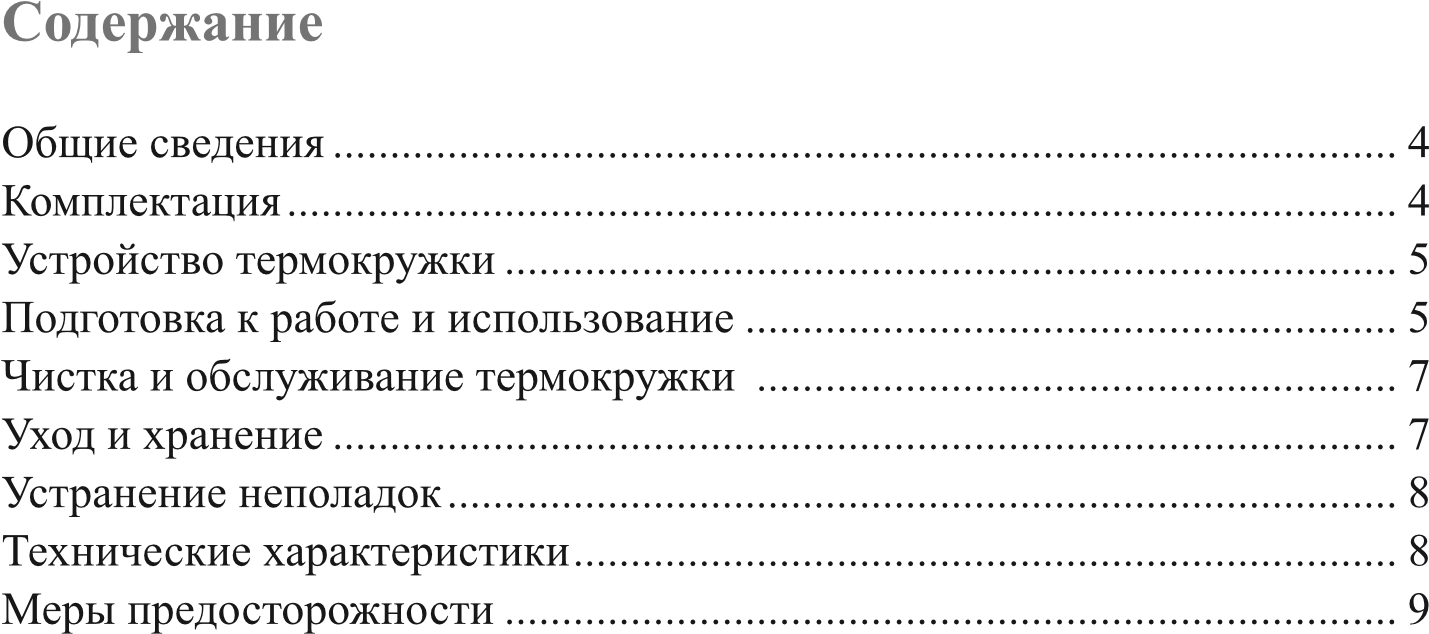 Содержание
Общие сведения ............................................................................................ 4
Комплектация................................................................................................ 4
Устройство термокружки ............................................................................. 5
Подготовка к работе и использование ........................................................ 5
Чистка и обслуживание термокружки ....................................................... 7
Уход и хранение ............................................................................................ 7
Устранение неполадок.................................................................................. 8
Технические характеристики....................................................................... 8
Меры предосторожности ............................................................................. 9